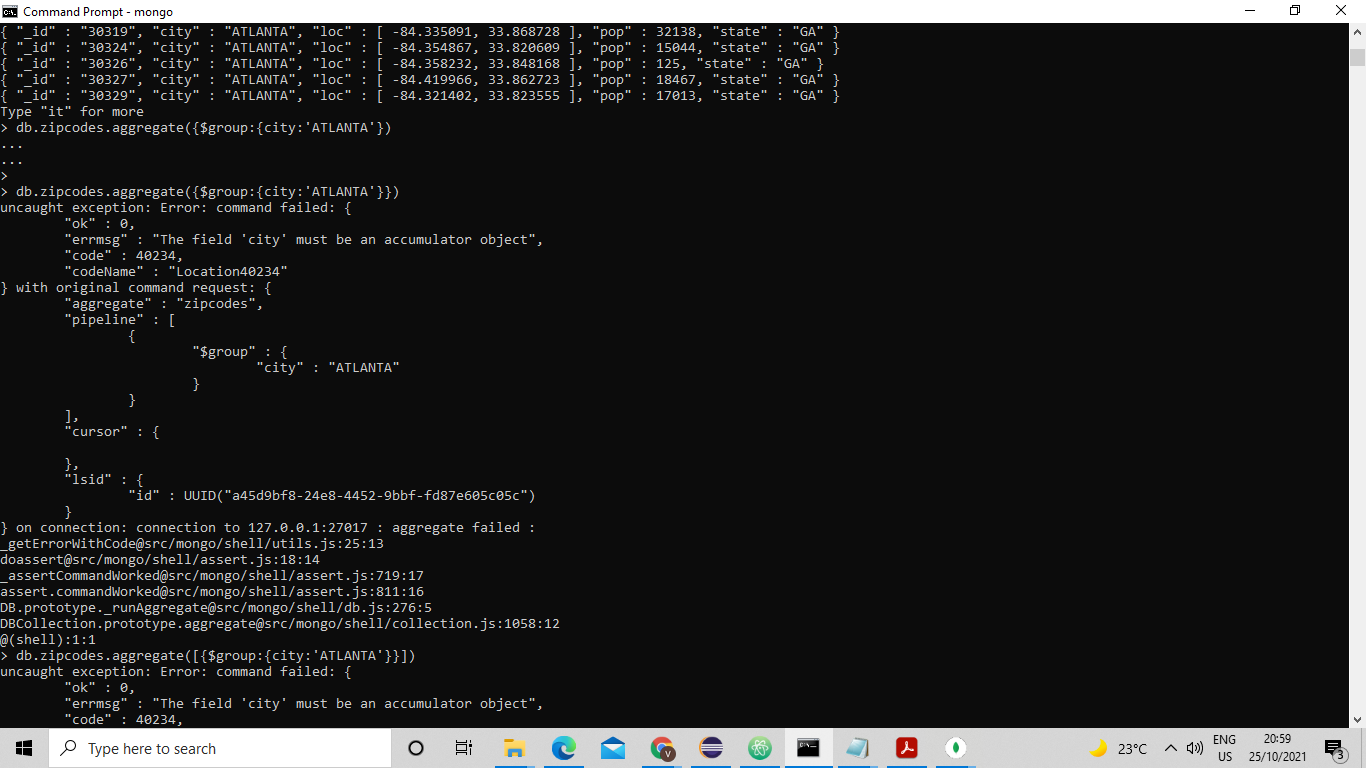 Command Prompt - mongo
{ "_id" : "30319", "city" : "ATLANTA", "loc" : [ -84.335091, 33.868728 ], "pop" : 32138, "state" : "GA" }
{ "_id" : "30324", "city" : "ATLANTA", "loc" : [ -84.354867, 33.820609 ], "pop" : 15044, "state" : "GA" }
{ "_id" : "30326", "city" : "ATLANTA", "loc" : [ -84.358232, 33.848168 ], "pop" : 125, "state" : "GA" }
{ "_id" : "30327", "city" : "ATLANTA", "loc" : [ -84.419966, 33.862723 ], "pop" : 18467, "state" : "GA" }
{ "_id" : "30329", "city" : "ATLANTA", "loc" : [ -84.321402, 33.823555 ], "pop" : 17013, "state" : "GA" }
Type "it" for more
> db.zipcodes.aggregate({$group:{city:'ATLANTA'})
...
...
>
> db.zipcodes.aggregate({$group:{city:'ATLANTA'}})
uncaught exception: Error: command failed: {
"ok" : 0,
"errmsg" : "The field 'city' must be an accumulator object",
"code" : 40234,
"codeName" : "Location40234"
} with original command request: {
"aggregate" : "zipcodes",
"pipeline" : [
{
"$group" : {
"city" : "ATLANTA"
}
}
],
"cursor" : {
},
"lsid" : {
"id" : UUID("a45d9bf8-24e8-4452-9bbf-fd87e605c05c")
}
} on connection: connection to 127.0.0.1:27017 : aggregate failed :
_getErrorWithCode@src/mongo/shell/utils.js:25:13
doassert@src/mongo/shell/assert.js:18:14
_assertCommandWorked@src/mongo/shell/assert.js:719:17
assert.commandWorked@src/mongo/shell/assert.js:811:16
DB.prototype._runAggregate@src/mongo/shell/db.js:276:5
DBCollection.prototype.aggregate@src/mongo/shell/collection.js:1058:12
@(shell):1:1
> db.zipcodes.aggregate([{$group:{city:'ATLANTA'}}])
uncaught exception: Error: command failed: {
"ok" : 0,
"errmsg" : "The field 'city' must be an accumulator object",
"code" : 40234,
Type here to search
23°C
ENG
US
20:59
25/10/2021
3